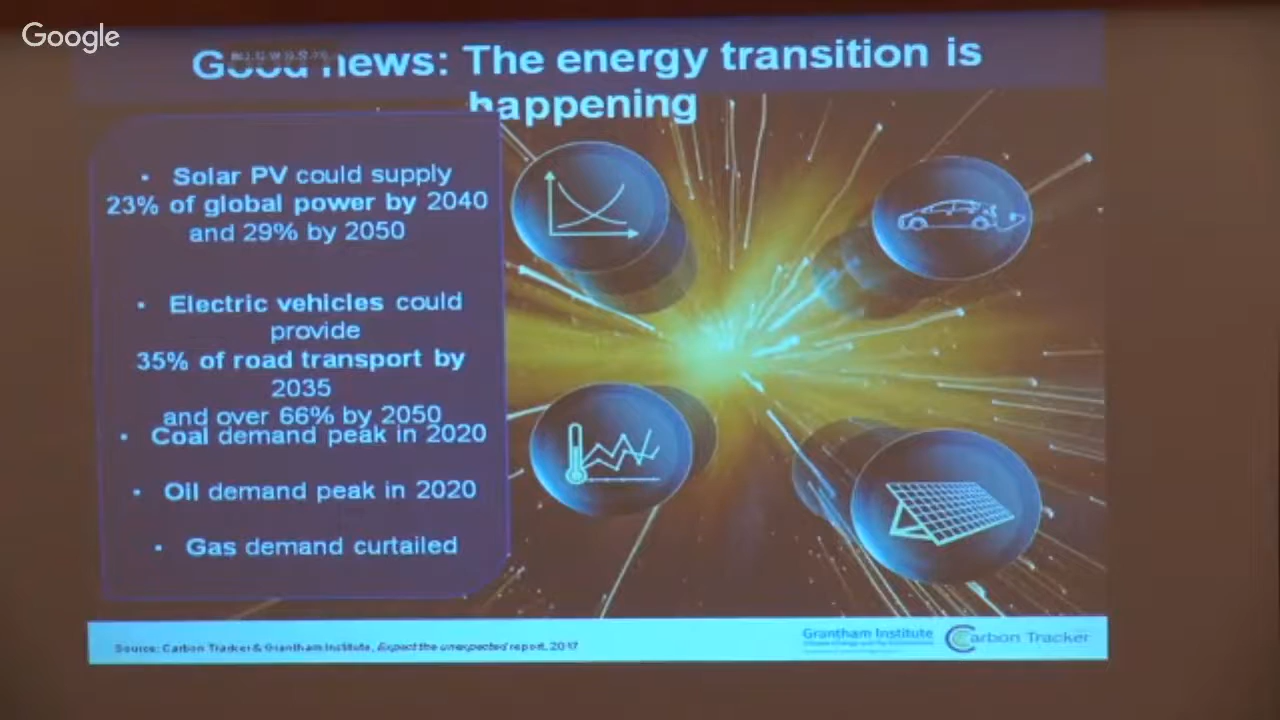 Google
Good news: The energy transition is
happening
• Solar PV could supply
23% of global power by 2040
and 29% by 2050
• Electric vehicles could
provide
35% of road transport by
2035
and over 66% by 2050
• Coal demand peak in 2020
• Oil demand peak in 2020
• Gas demand curtailed
Source: Carbon Tracker & Grantham Institute, Expect the unexpected report, 2017
Grantham Institute
Carbon Tracker